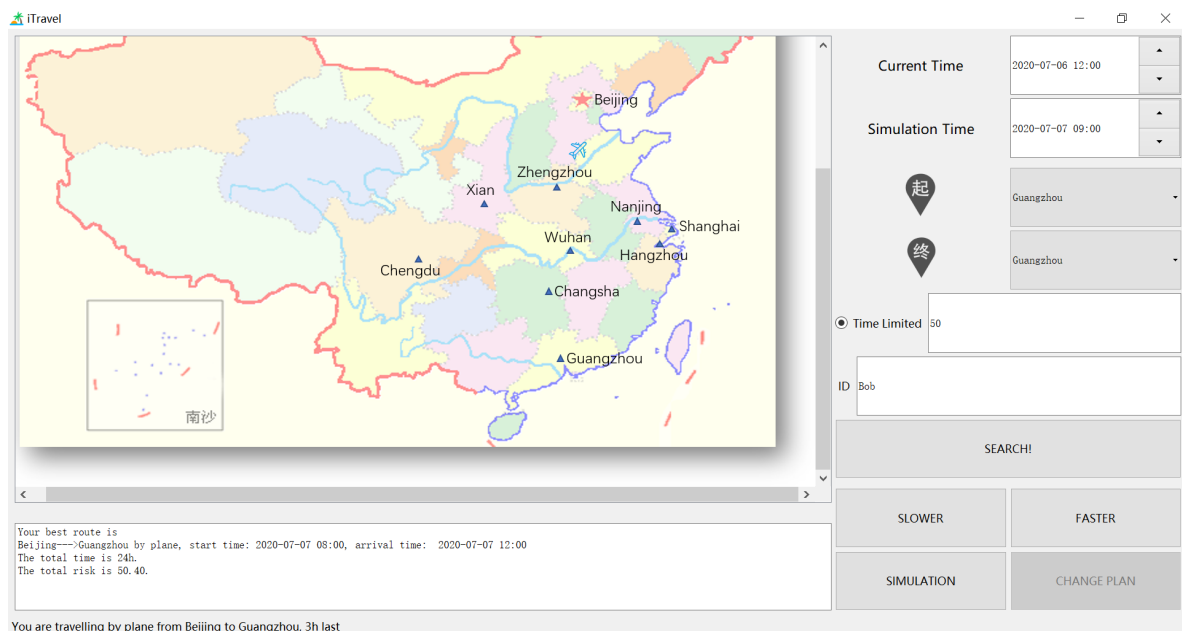 iTravel
Beijing
Zhengzhou
Xian
Nanjing
Shanghai
Wuhan
Hangzhou
Chengdu
Changsha
Guangzhou
南沙
Current Time
2020-07-06 12:00
Simulation Time
2020-07-07 09:00
起
Guangzhou
终
Guangzhou
Time Limited 50
ID Bob
SEARCH!
SLOWER FASTER
SIMULATION CHANGE PLAN
Your best route is
Beijing--->Guangzhou by plane, start time: 2020-07-07 08:00, arrival time:  2020-07-07 12:00
The total time is 24h.
The total risk is 50.40.
You are travelling by plane from Beijing to Guangzhou, 3h last